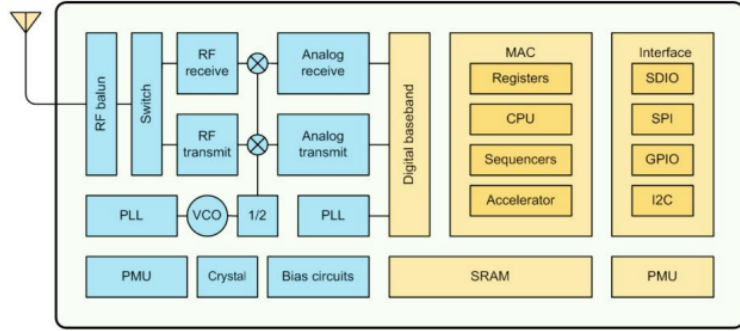 RF balun
Switch
RF
receive
Analog
receive
RF
transmit
Analog
transmit
PLL
VCO
1/2
PLL
Digital baseband
MAC
Registers
CPU
Sequencers
Accelerator
Interface
SDIO
SPI
GPIO
I2C
PMU
Crystal
Bias circuits
SRAM
PMU